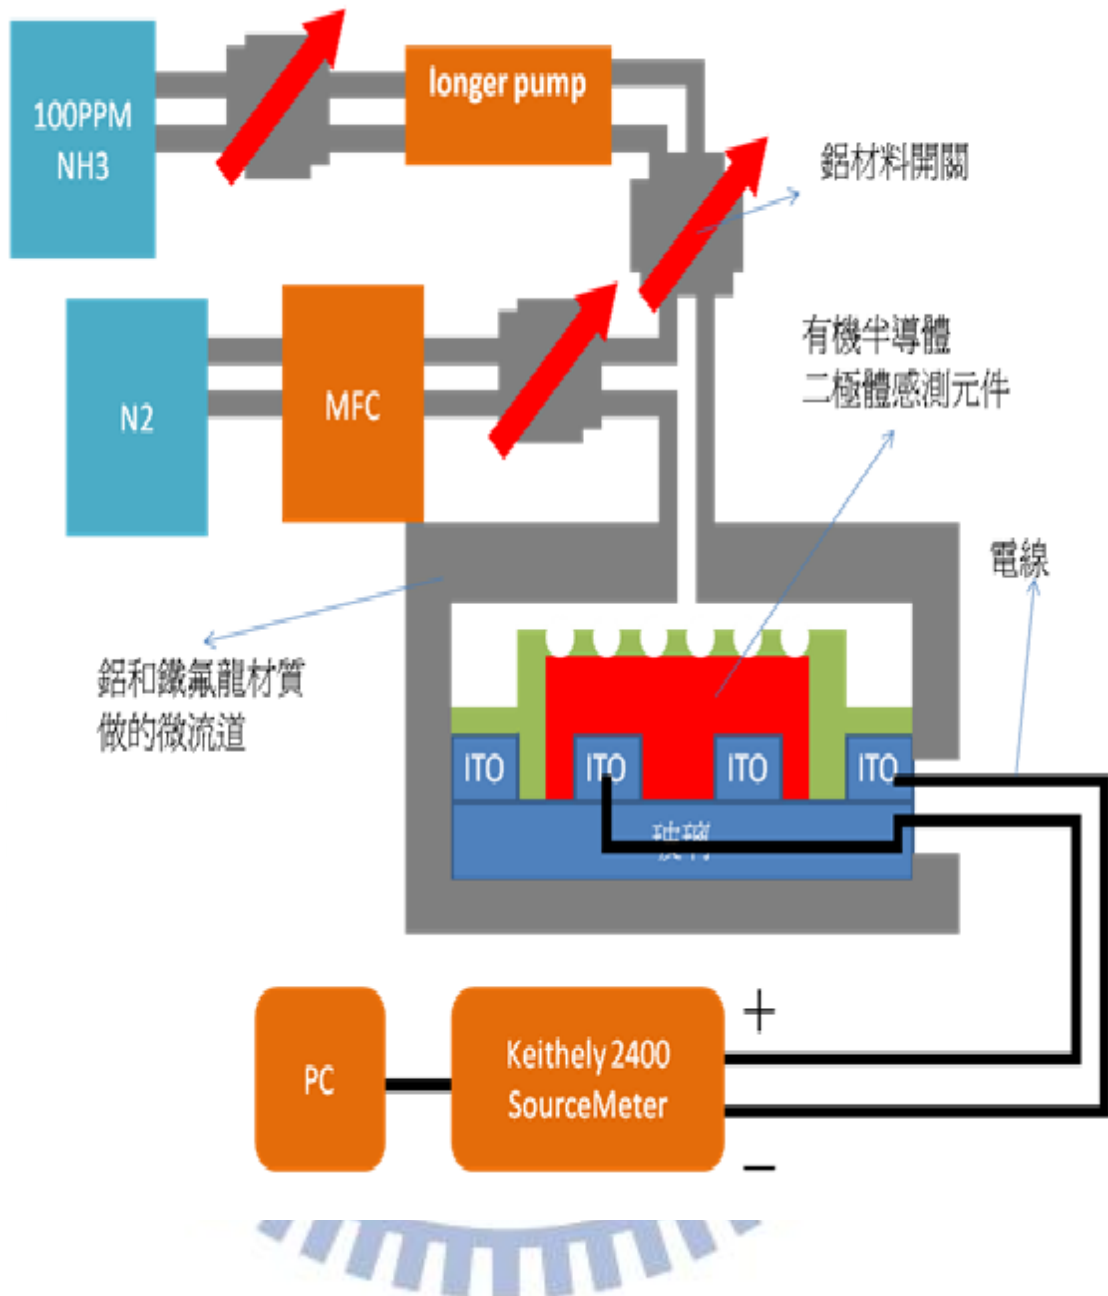 100PPM
NH3
longer pump
鋁材料開關
N2
MFC
有機半導體
二極體感測元件
電線
鋁和鐵氟龍材質
做的微流道
ITO
ITO
ITO
ITO
玻璃
+
PC
Keithely 2400
SourceMeter
−